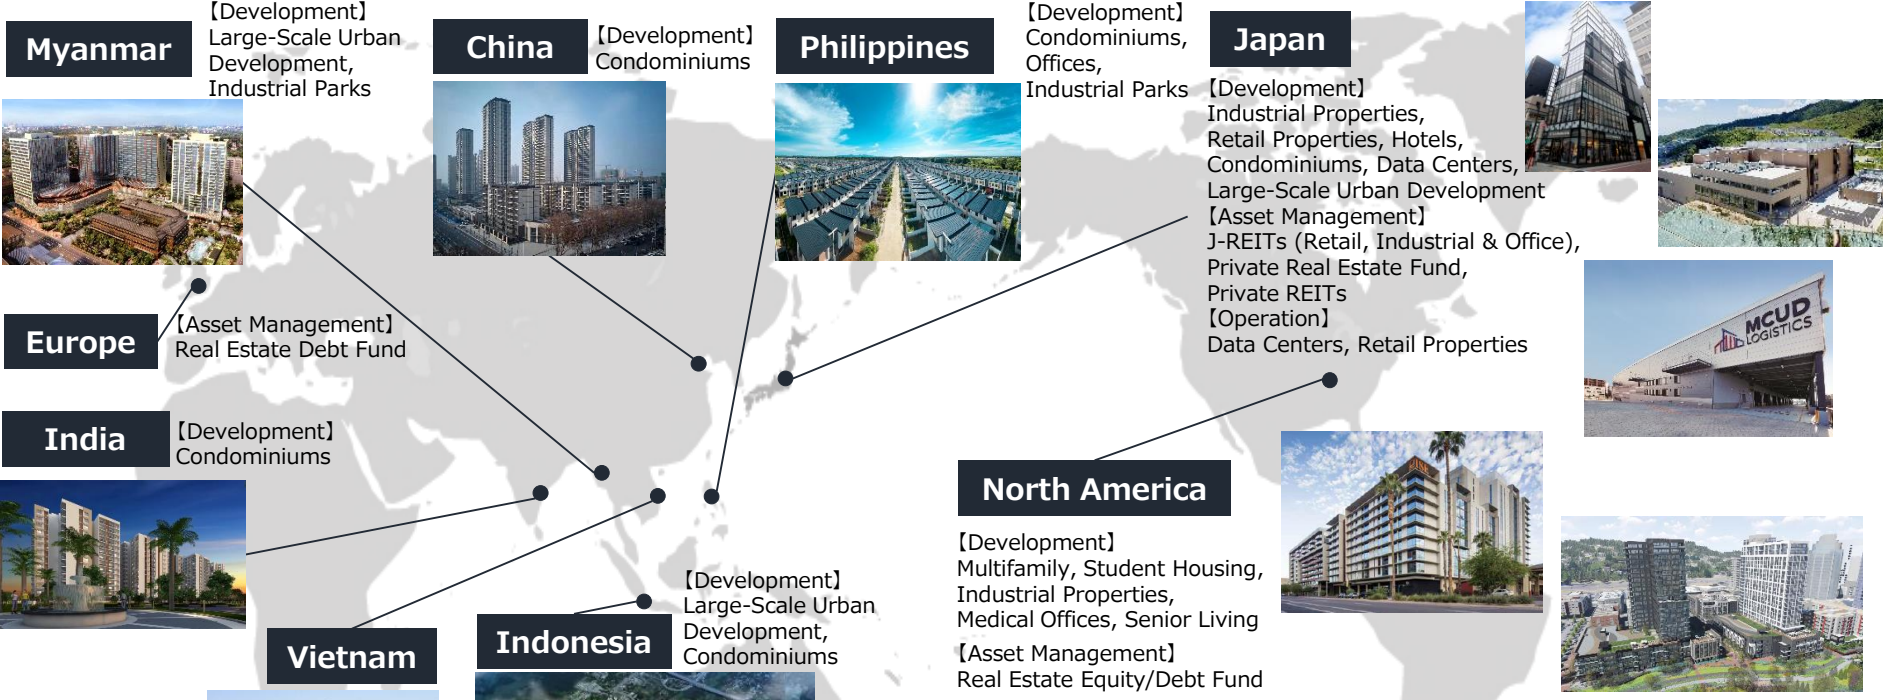 Myanmar
【Development】
Large-Scale Urban
Development,
Industrial Parks
China
【Development】
Condominiums
Philippines
【Development】
Condominiums,
Offices,
Industrial Parks
Japan
【Development】
Industrial Properties,
Retail Properties, Hotels,
Condominiums, Data Centers,
Large-Scale Urban Development
【Asset Management】
J-REITs (Retail, Industrial & Office),
Private Real Estate Fund,
Private REITs
【Operation】
Data Centers, Retail Properties
MCUD
LOGISTICS
Europe
【Asset Management】
Real Estate Debt Fund
India
【Development】
Condominiums
North America
【Development】
Multifamily, Student Housing,
Industrial Properties,
Medical Offices, Senior Living
【Asset Management】
Real Estate Equity/Debt Fund
Vietnam
Indonesia
【Development】
Large-Scale Urban
Development,
Condominiums